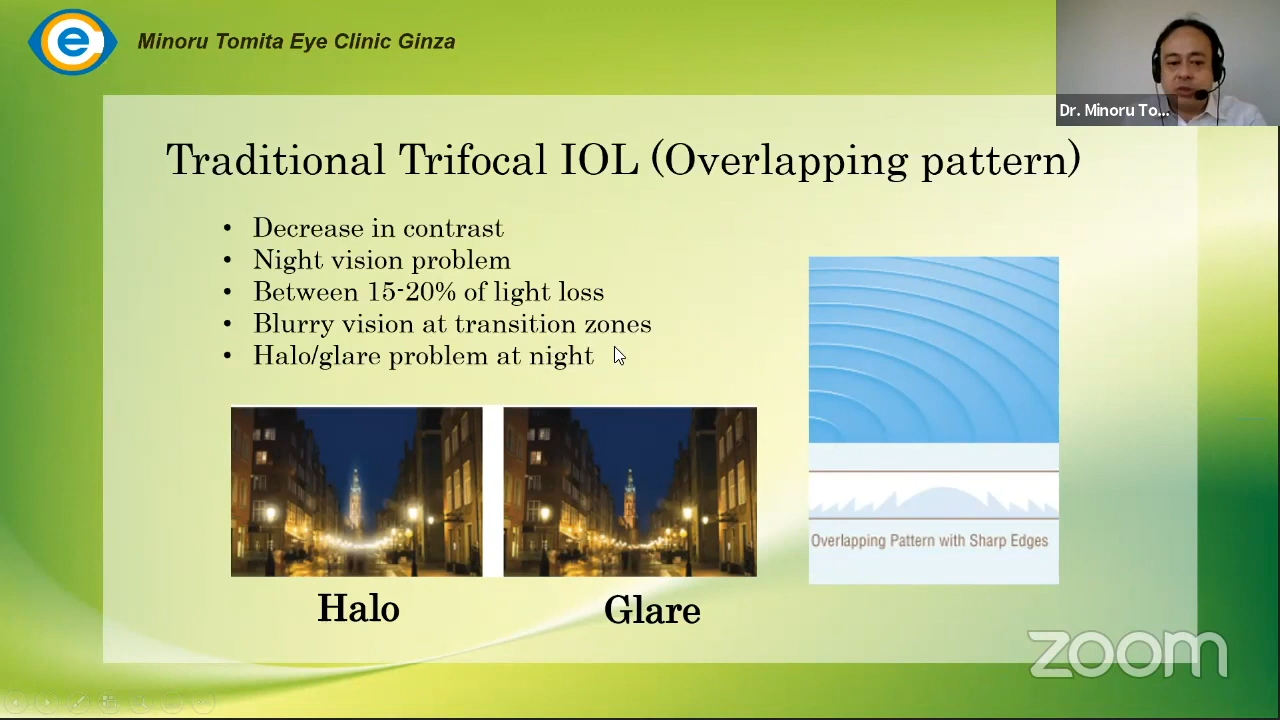 e
Minoru Tomita Eye Clinic Ginza
Dr. Minoru To...
Traditional Trifocal IOL (Overlapping pattern)
• Decrease in contrast
• Night vision problem
• Between 15-20% of light loss
• Blurry vision at transition zones
• Halo/glare problem at night
Overlapping Pattern with Sharp Edges
Halo
Glare
zoom